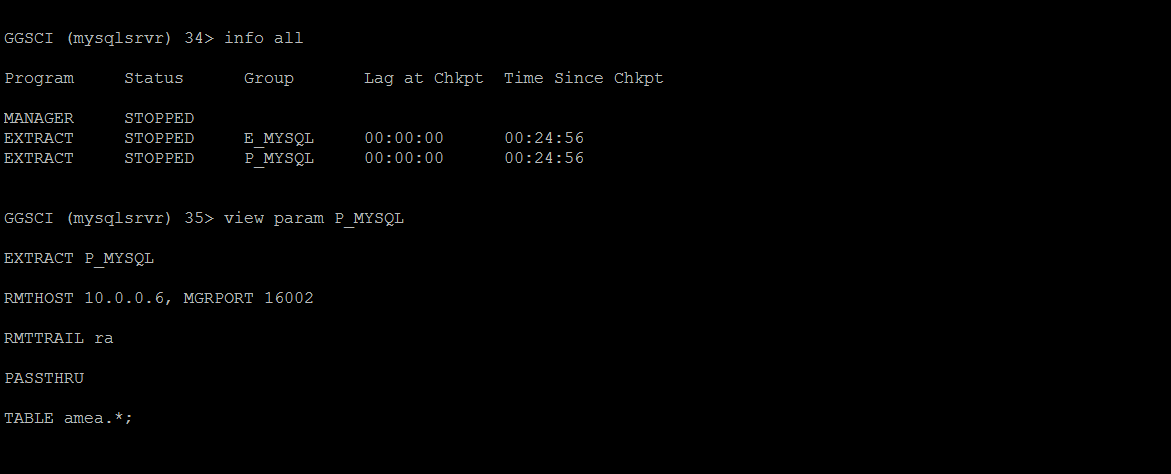 GGSCI (mysqlsrvr) 34> info all
Program     Status      Group       Lag at Chkpt  Time Since Chkpt
MANAGER     STOPPED
EXTRACT     STOPPED     E_MYSQL     00:00:00      00:24:56
EXTRACT     STOPPED     P_MYSQL     00:00:00      00:24:56
GGSCI (mysqlsrvr) 35> view param P_MYSQL
EXTRACT P_MYSQL
RMTHOST 10.0.0.6, MGRPORT 16002
RMTTRAIL ra
PASSTHRU
TABLE amea.*;